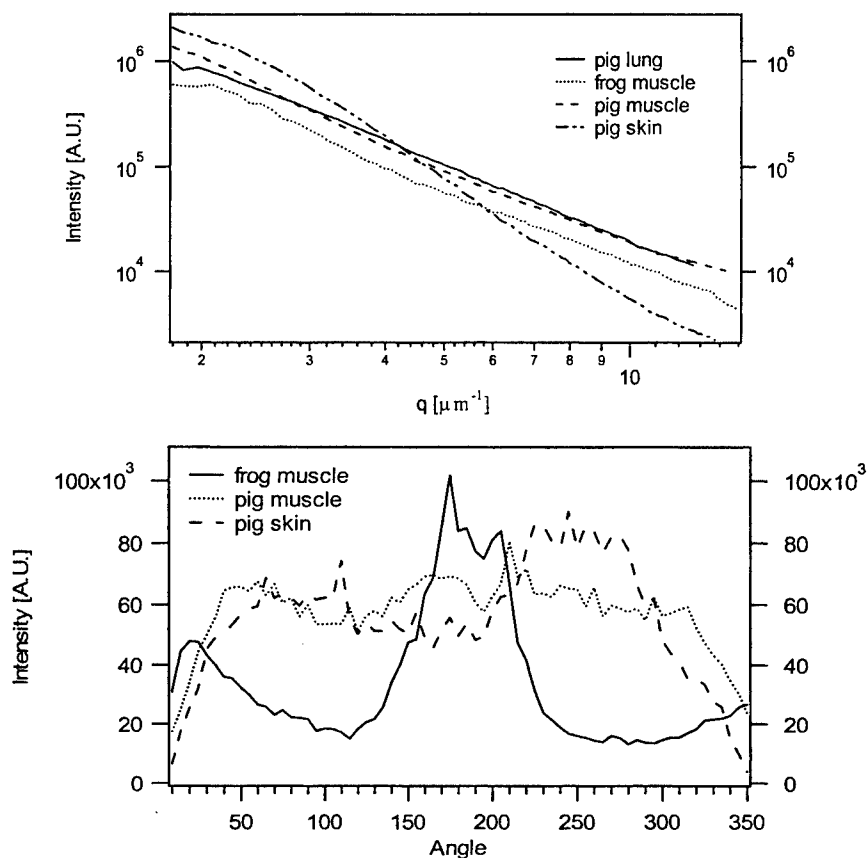 10^6
10^5
10^4
Intensity [A.U.]
pig lung
frog muscle
pig muscle
pig skin
10^6
10^5
10^4
2
3
4
5
6
7
8
9
10
q [μm^-1]
100x10^3
80
60
40
20
0
Intensity [A.U.]
frog muscle
pig muscle
pig skin
100x10^3
80
60
40
20
0
50
100
150
200
250
300
350
Angle